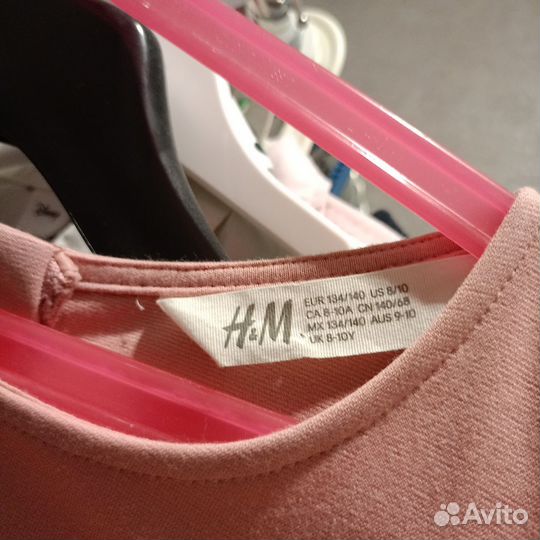 H&M
EUR 134/140 US 8/10
CA 8-10A CN 140/68
MX 134/140 AUS 9-10
UK 8-10Y
Avito